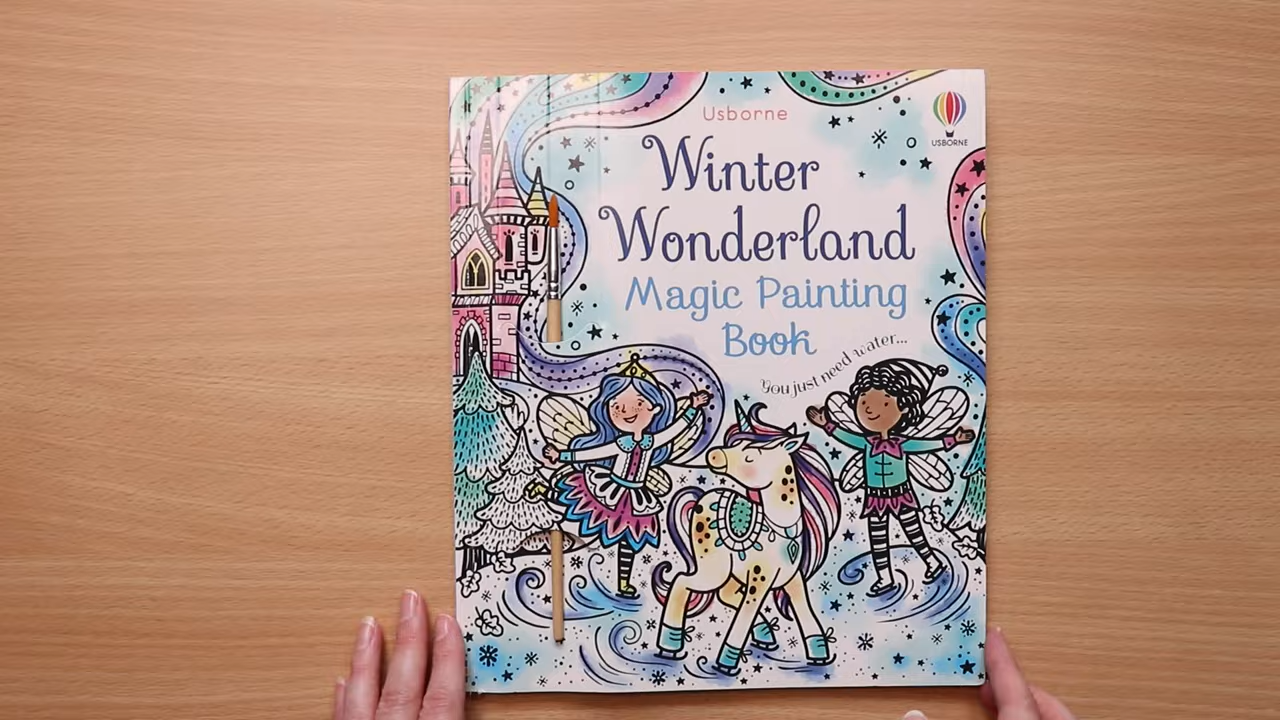 Usborne
USBORNE
Winter
Wonderland
Magic Painting
Book
You just need water...